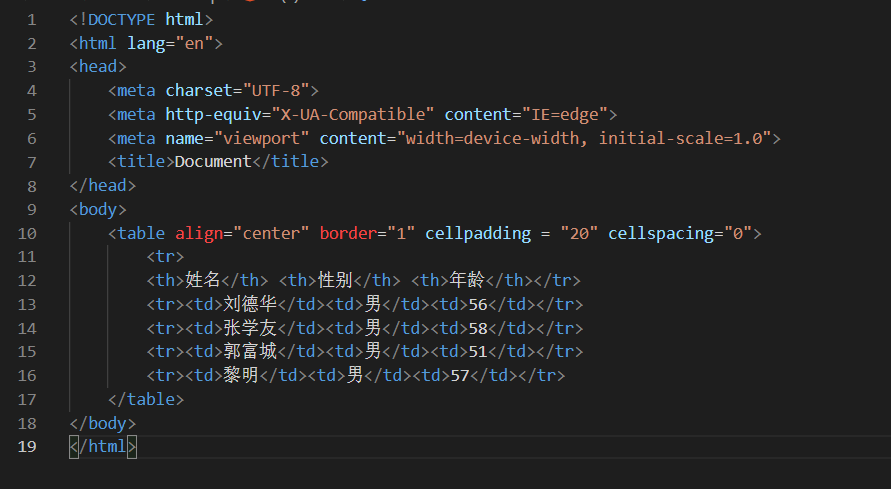 1 <!DOCTYPE html>
2 <html lang="en">
3 <head>
4 <meta charset="UTF-8">
5 <meta http-equiv="X-UA-Compatible" content="IE=edge">
6 <meta name="viewport" content="width=device-width, initial-scale=1.0">
7 <title>Document</title>
8 </head>
9 <body>
10 <table align="center" border="1" cellpadding = "20" cellspacing="0">
11 <tr>
12 <th>姓名</th> <th>性别</th> <th>年龄</th></tr>
13 <tr><td>刘德华</td><td>男</td><td>56</td></tr>
14 <tr><td>张学友</td><td>男</td><td>58</td></tr>
15 <tr><td>郭富城</td><td>男</td><td>51</td></tr>
16 <tr><td>黎明</td><td>男</td><td>57</td></tr>
17 </table>
18 </body>
19 </html>